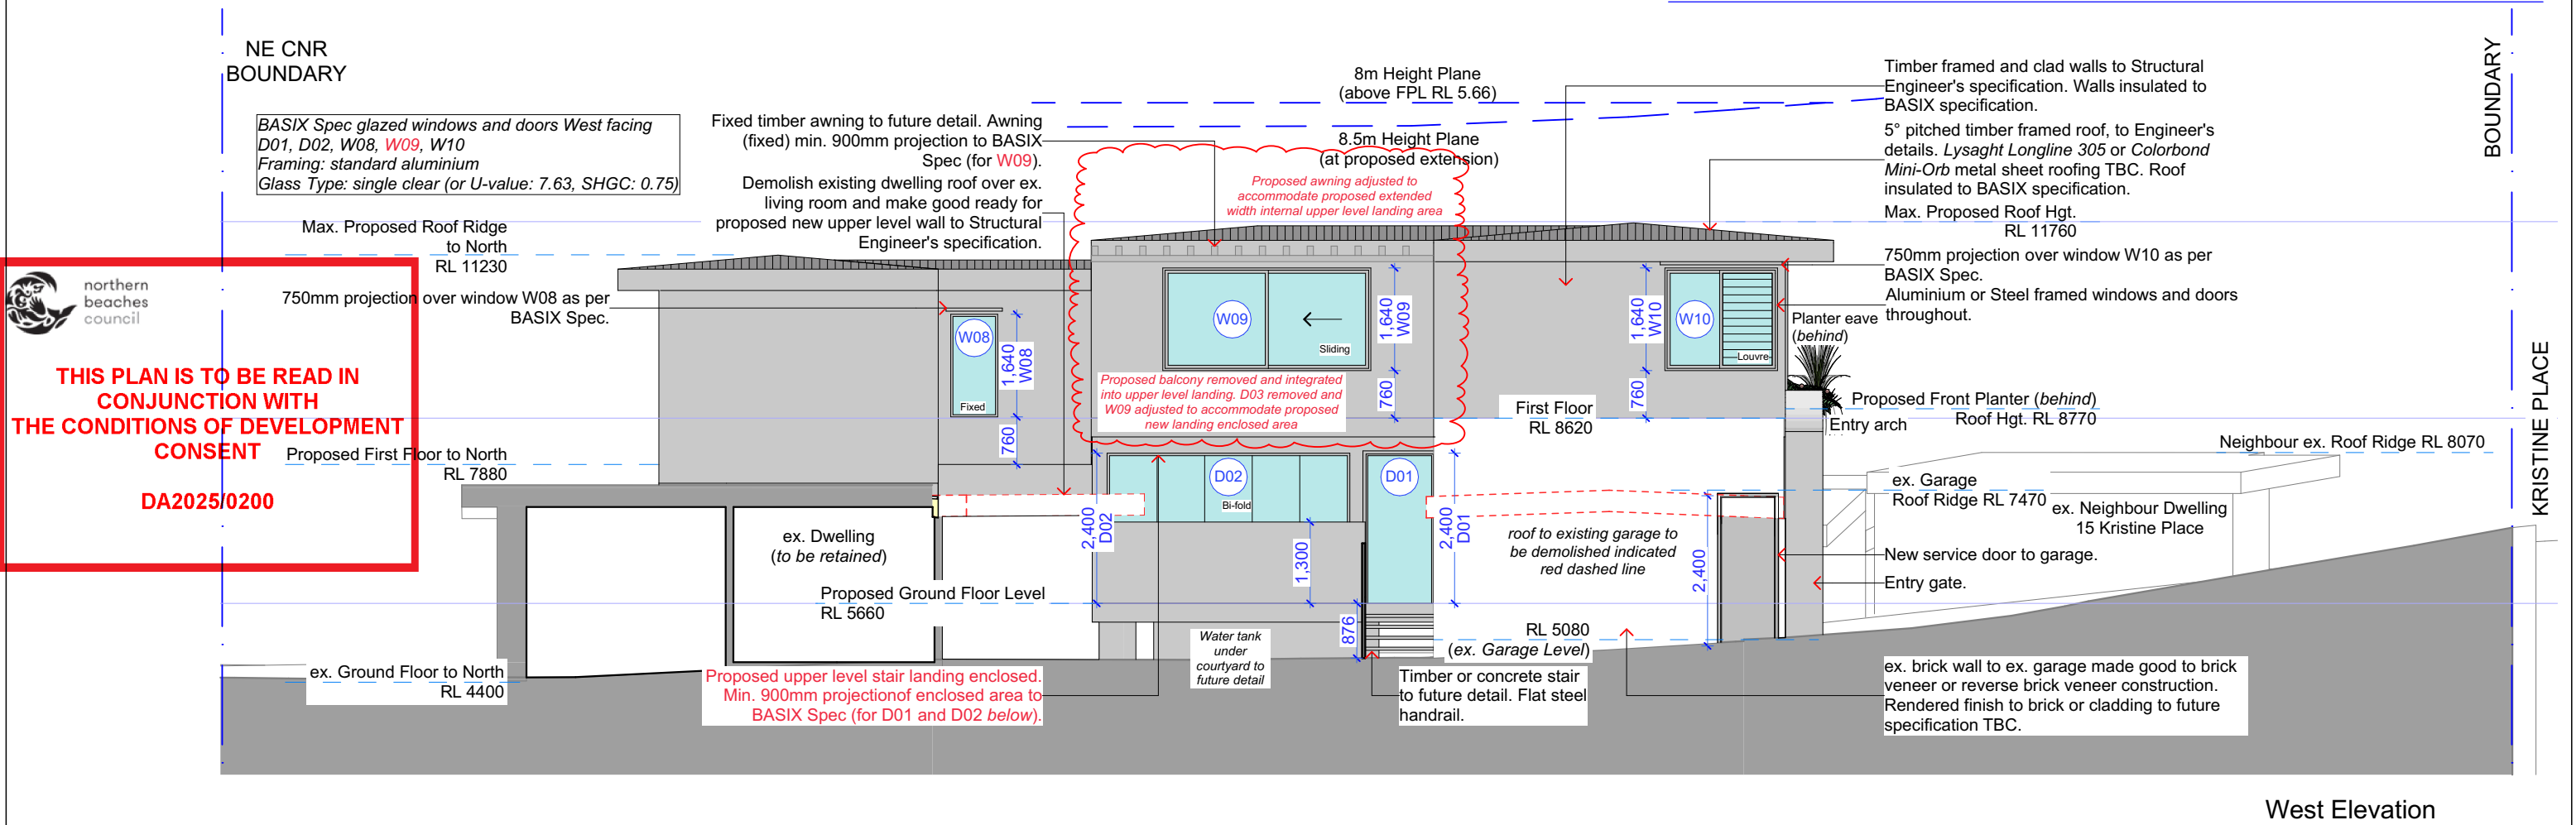 NE CNR
BOUNDARY
BASIX Spec glazed windows and doors West facing
D01, D02, W08, W09, W10
Framing: standard aluminium
Glass Type: single clear (or U-value: 7.63, SHGC: 0.75)
Max. Proposed Roof Ridge
to North
RL 11230
northern
beaches
council
750mm projection over window W08 as per
BASIX Spec.
THIS PLAN IS TO BE READ IN
CONJUNCTION WITH
THE CONDITIONS OF DEVELOPMENT
CONSENT
DA2025/0200
Proposed First Floor to North
RL 7880
ex. Ground Floor to North
RL 4400
Fixed timber awning to future detail. Awning
(fixed) min. 900mm projection to BASIX
Spec (for W09).
Demolish existing dwelling roof over ex.
living room and make good ready for
proposed new upper level wall to Structural
Engineer's specification.
8m Height Plane
(above FPL RL 5.66)
8.5m Height Plane
(at proposed extension)
Proposed awning adjusted to
accommodate proposed extended
width internal upper level landing area
W08
Fixed
1,640
W08
760
W09
Sliding
1,640
W09
760
Proposed balcony removed and integrated
into upper level landing. D03 removed and
W09 adjusted to accommodate proposed
new landing enclosed area
1,640
W10
760
W10
Louvre
First Floor
RL 8620
D02
Bi-fold
D01
2,400
D02
1,300
2,400
D01
876
ex. Dwelling
(to be retained)
Proposed Ground Floor Level
RL 5660
roof to existing garage to
be demolished indicated
red dashed line
2,400
Water tank
under
courtyard to
future detail
RL 5080
(ex. Garage Level)
Proposed upper level stair landing enclosed.
Min. 900mm projectionof enclosed area to
BASIX Spec (for D01 and D02 below).
Timber or concrete stair
to future detail. Flat steel
handrail.
Timber framed and clad walls to Structural
Engineer's specification. Walls insulated to
BASIX specification.
5° pitched timber framed roof, to Engineer's
details. Lysaght Longline 305 or Colorbond
Mini-Orb metal sheet roofing TBC. Roof
insulated to BASIX specification.
Max. Proposed Roof Hgt.
RL 11760
750mm projection over window W10 as per
BASIX Spec.
Aluminium or Steel framed windows and doors
throughout.
Planter eave
(behind)
Proposed Front Planter (behind)
Roof Hgt. RL 8770
Entry arch
Neighbour ex. Roof Ridge RL 8070
ex. Garage
Roof Ridge RL 7470
ex. Neighbour Dwelling
15 Kristine Place
New service door to garage.
Entry gate.
ex. brick wall to ex. garage made good to brick
veneer or reverse brick veneer construction.
Rendered finish to brick or cladding to future
specification TBC.
BOUNDARY
KRISTINE PLACE
West Elevation